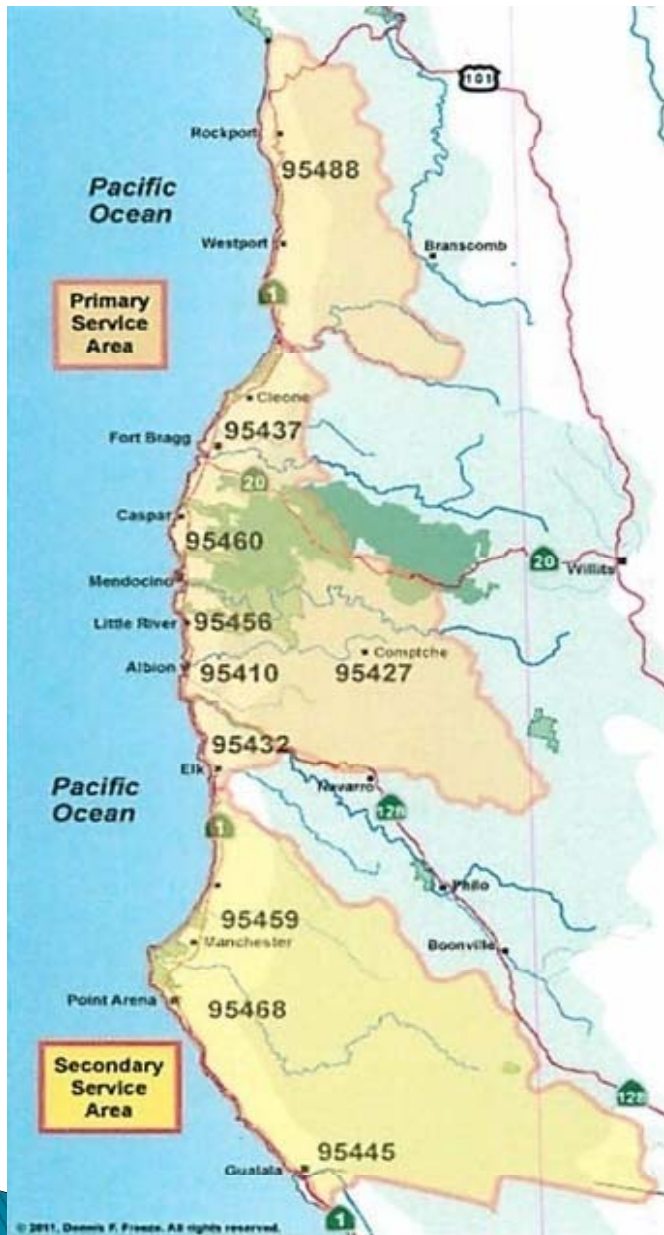 101
Rockport
95488
Pacific
Ocean
Westport
Branscomb
1
Primary
Service
Area
Cleone
Fort Bragg
95437
20
Caspar
95460
20
Willits
Mendocino
Little River
95456
Comptche
Albion
95410
95427
95432
Elk
Navarro
Pacific
Ocean
128
1
Philo
95459
Manchester
Boonville
Point Arena
95468
Secondary
Service
Area
128
95445
Gualala
1
© 2011, Dennis F. Freeze. All rights reserved.